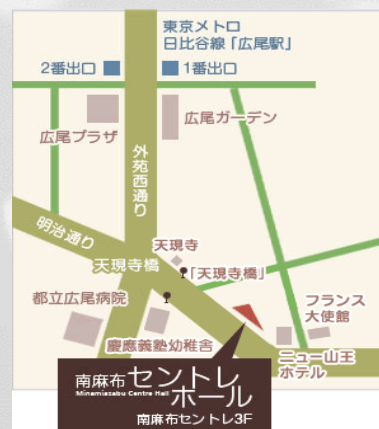 東京メトロ
日比谷線「広尾駅」
2番出口
1番出口
広尾プラザ
広尾ガーデン
外苑西通り
明治通り
天現寺
天現寺橋
「天現寺橋」
都立広尾病院
慶應義塾幼稚舎
フランス
大使館
ニュー山王
ホテル
南麻布セントレ
ホール
Minamiazabu Centre Hall
南麻布セントレ3F